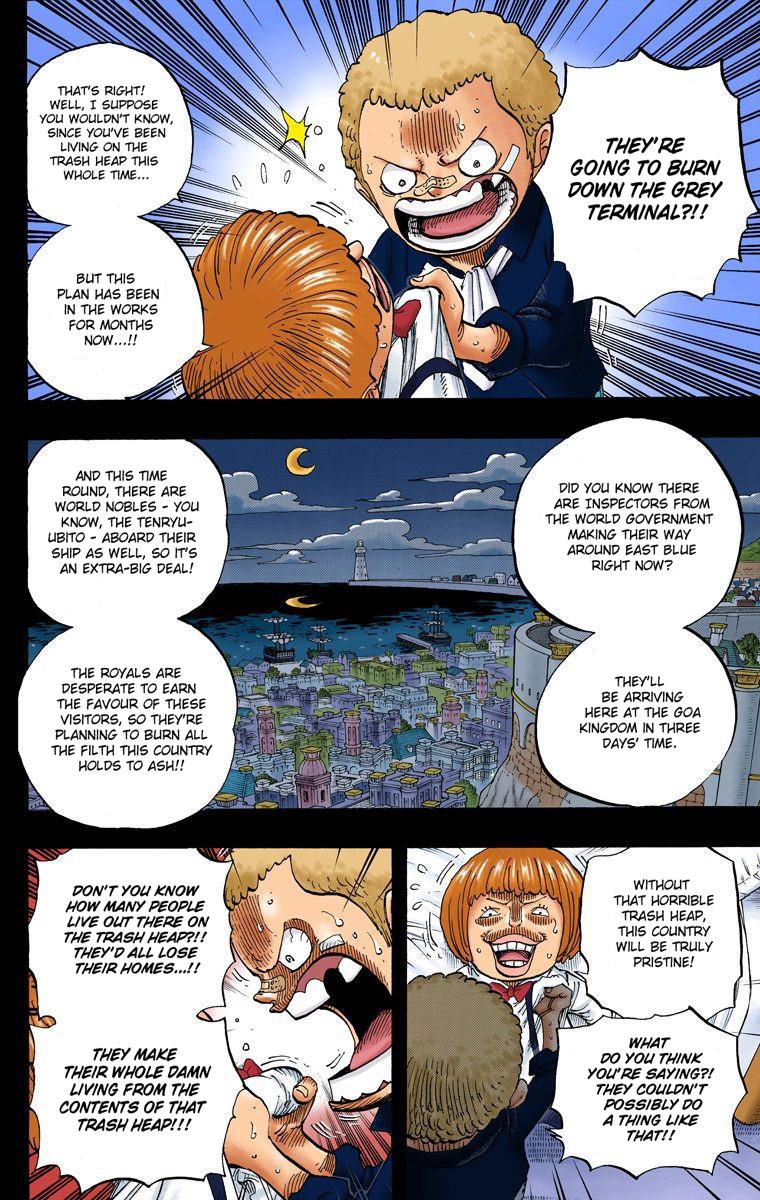 THEY'RE
GOING TO BURN
DOWN THE GREY
TERMINAL?!!
THAT'S RIGHT!
WELL, I SUPPOSE
YOU WOULDN'T KNOW,
SINCE YOU'VE BEEN
LIVING ON THE
TRASH HEAP THIS
WHOLE TIME...
BUT THIS
PLAN HAS BEEN
IN THE WORKS
FOR MONTHS
NOW...!!
DID YOU KNOW THERE
ARE INSPECTORS FROM
THE WORLD GOVERNMENT
MAKING THEIR WAY
AROUND EAST BLUE
RIGHT NOW?
THEY'LL
BE ARRIVING
HERE AT THE GOA
KINGDOM IN THREE
DAYS' TIME.
AND THIS TIME
ROUND, THERE ARE
WORLD NOBLES - YOU
KNOW, THE TENRYU-
UBITO - ABOARD THEIR
SHIP AS WELL, SO IT'S
AN EXTRA-BIG DEAL!
THE ROYALS ARE
DESPERATE TO EARN
THE FAVOUR OF THESE
VISITORS, SO THEY'RE
PLANNING TO BURN ALL
THE FILTH THIS COUNTRY
HOLDS TO ASH!!
WITHOUT
THAT HORRIBLE
TRASH HEAP,
THIS COUNTRY
WILL BE TRULY
PRISTINE!
WHAT
DO YOU THINK
YOU'RE SAYING?!
THEY COULDN'T
POSSIBLY DO
A THING LIKE
THAT!!
DON'T YOU KNOW
HOW MANY PEOPLE
LIVE OUT THERE ON
THE TRASH HEAP?!!
THEY'D ALL LOSE
THEIR HOMES...!!
THEY MAKE
THEIR WHOLE DAMN
LIVING FROM THE
CONTENTS OF THAT
TRASH HEAP!!!